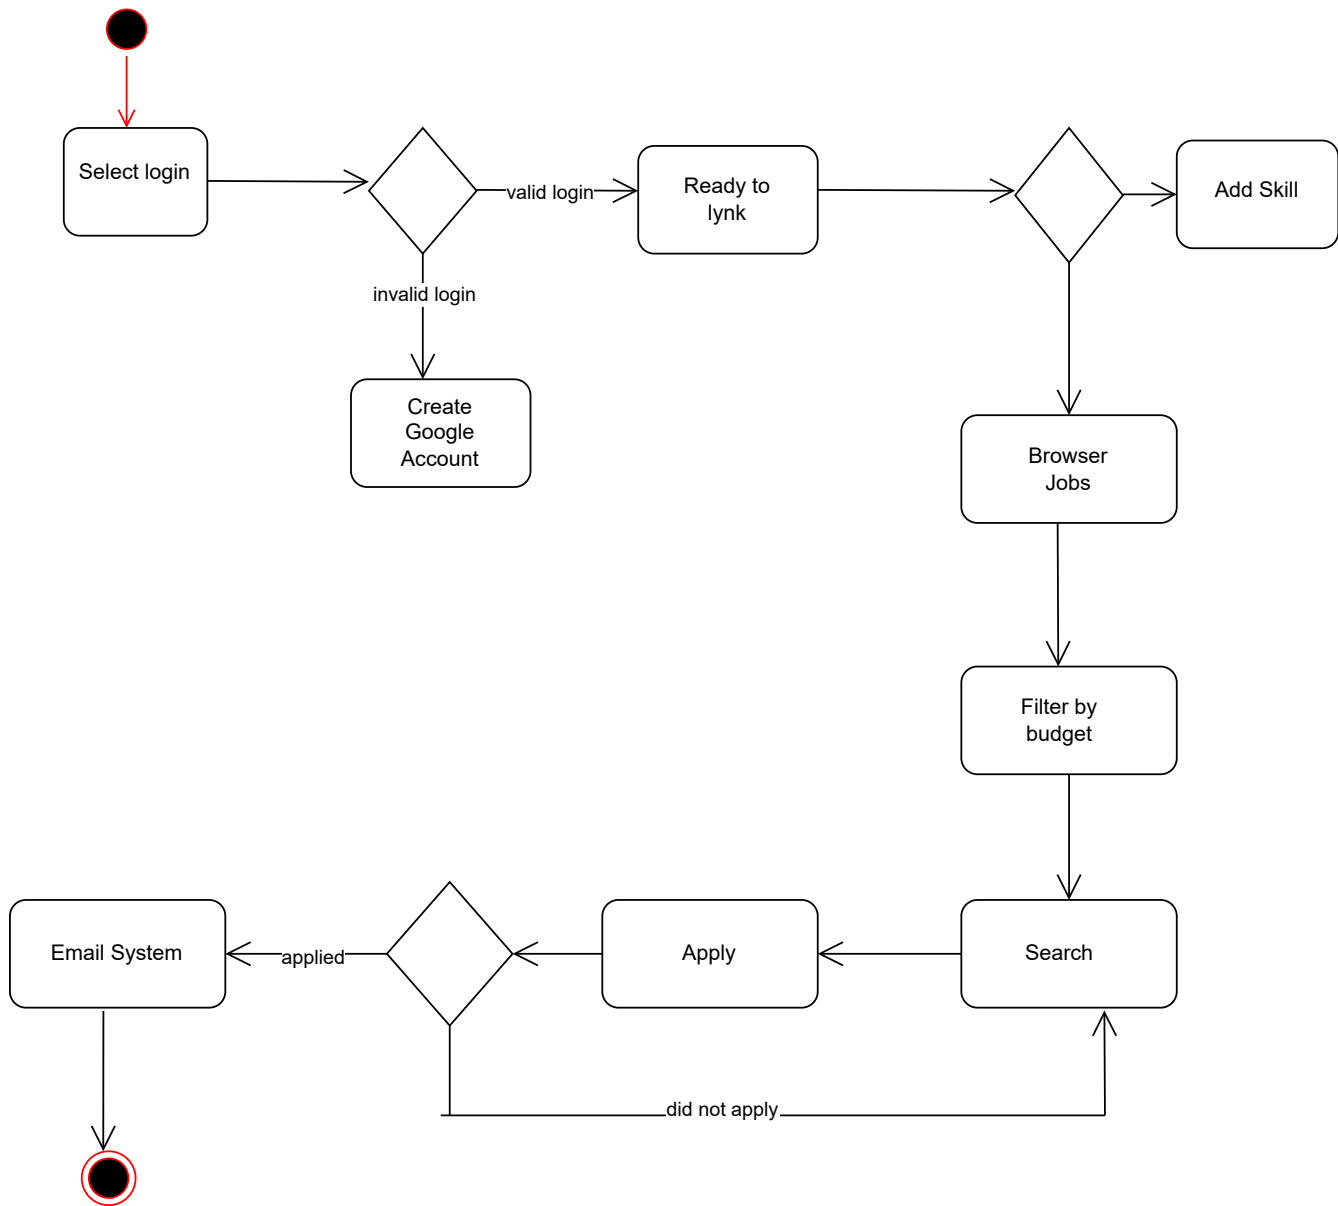 Select login
valid login
Ready to
lynk
Add Skill
invalid login
Create
Google
Account
Browser
Jobs
Filter by
budget
Search
Apply
applied
Email System
did not apply